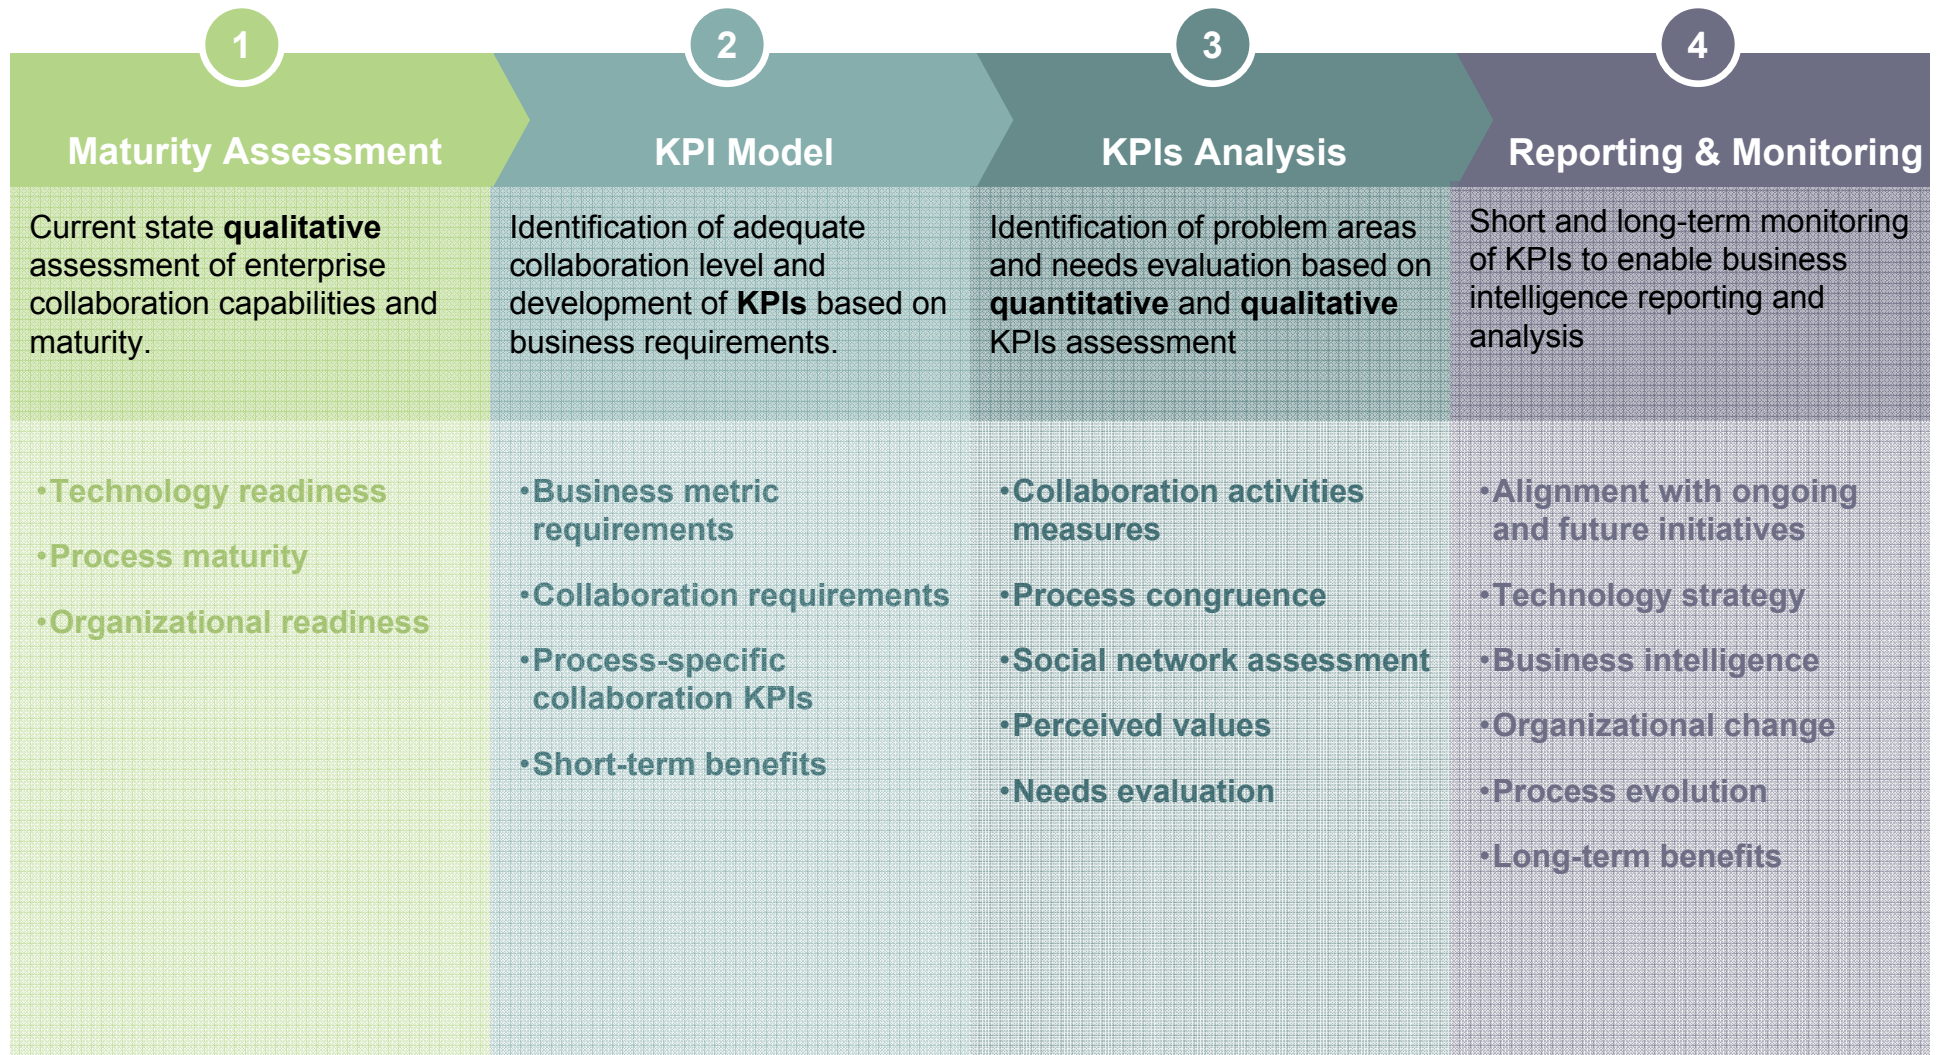 1
Maturity Assessment
Current state qualitative
assessment of enterprise
collaboration capabilities and
maturity.
•Technology readiness
•Process maturity
•Organizational readiness
2
KPI Model
Identification of adequate
collaboration level and
development of KPIs based on
business requirements.
•Business metric
requirements
•Collaboration requirements
•Process-specific
collaboration KPIs
•Short-term benefits
3
KPIs Analysis
Identification of problem areas
and needs evaluation based on
quantitative and qualitative
KPIs assessment
•Collaboration activities
measures
•Process congruence
•Social network assessment
•Perceived values
•Needs evaluation
4
Reporting & Monitoring
Short and long-term monitoring
of KPIs to enable business
intelligence reporting and
analysis
•Alignment with ongoing
and future initiatives
•Technology strategy
•Business intelligence
•Organizational change
•Process evolution
•Long-term benefits